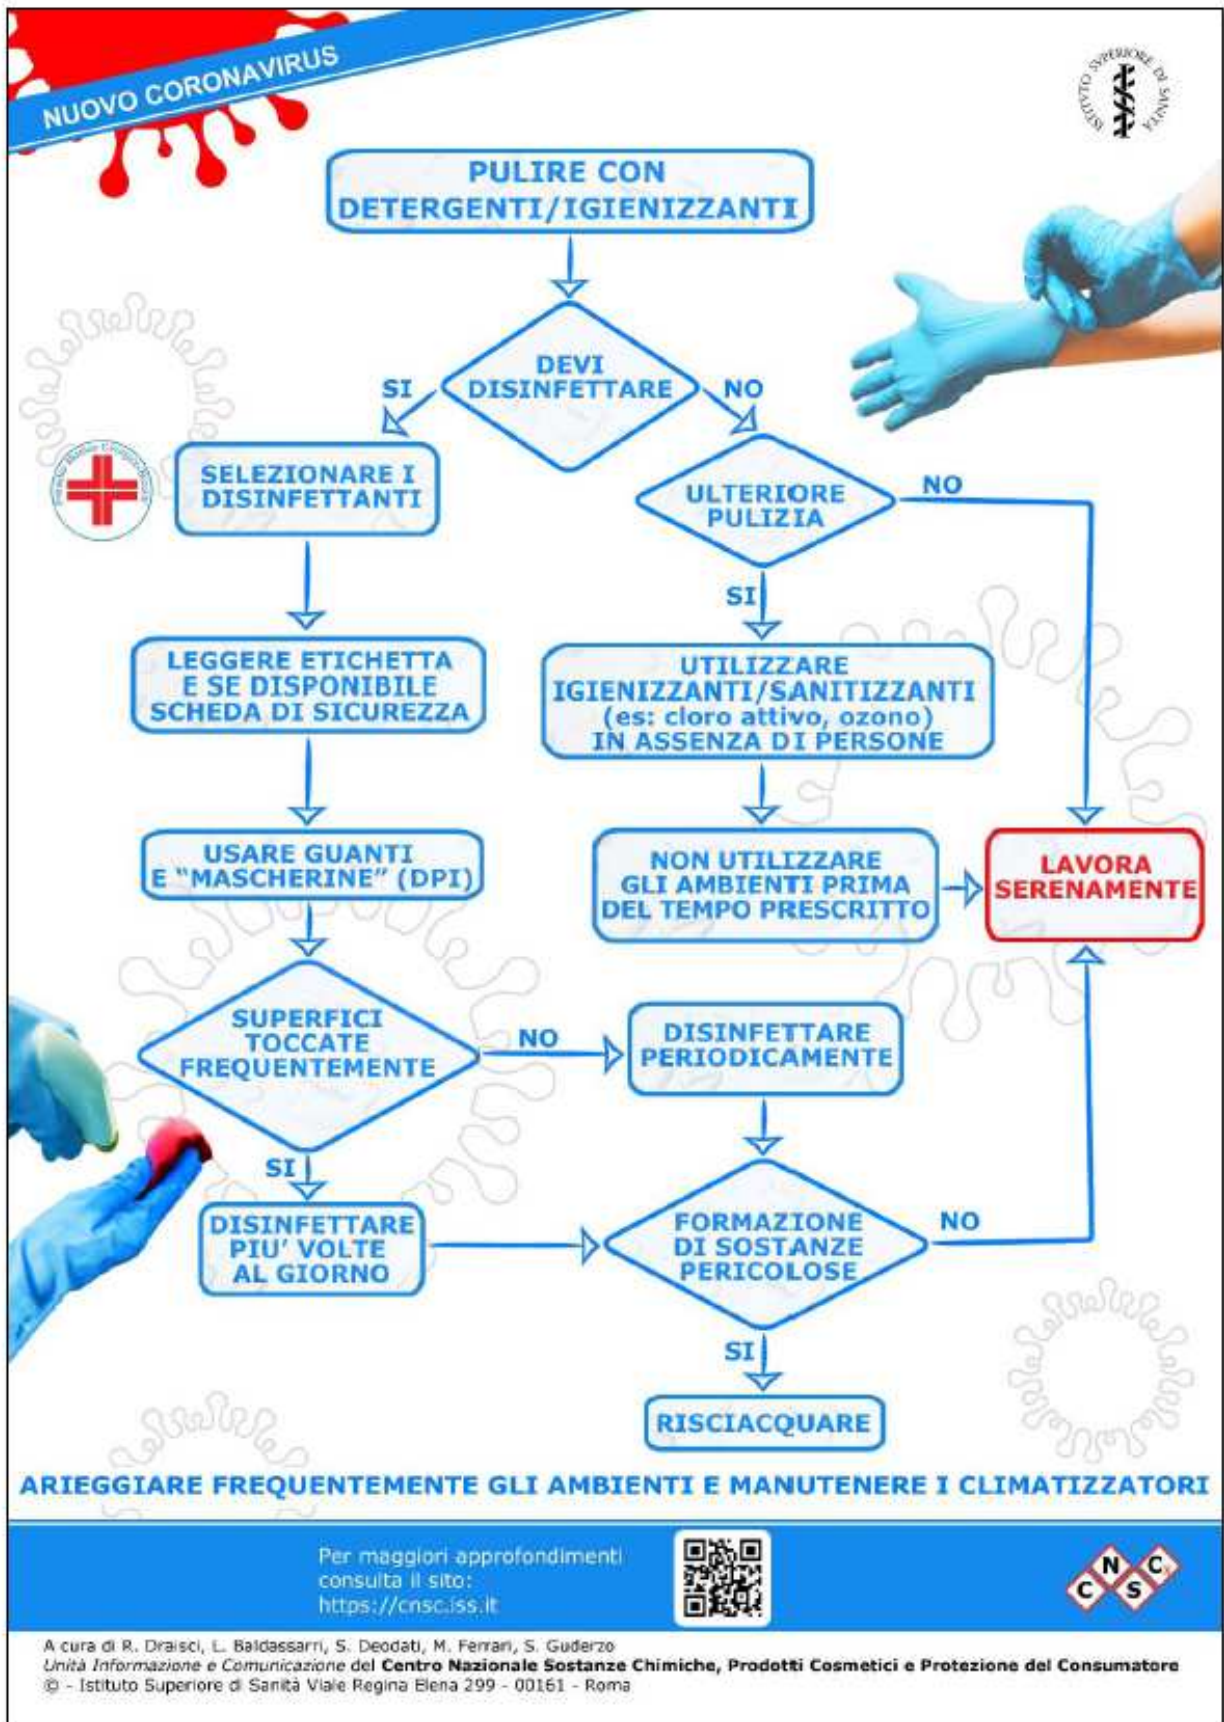 NUOVO CORONAVIRUS
ISTITVTO SVPERIORE DI SANITÀ
PULIRE CON
DETERGENTI/IGIENIZZANTI
DEVI
DISINFETTARE
SI
NO
SELEZIONARE I
DISINFETTANTI
ULTERIORE
PULIZIA
NO
SI
LEGGERE ETICHETTA
E SE DISPONIBILE
SCHEDA DI SICUREZZA
UTILIZZARE
IGIENIZZANTI/SANITIZZANTI
(es: cloro attivo, ozono)
IN ASSENZA DI PERSONE
USARE GUANTI
E "MASCHERINE" (DPI)
NON UTILIZZARE
GLI AMBIENTI PRIMA
DEL TEMPO PRESCRITTO
LAVORA
SERENAMENTE
SUPERFICI
TOCCATE
FREQUENTEMENTE
NO
DISINFETTARE
PERIODICAMENTE
SI
DISINFETTARE
PIU' VOLTE
AL GIORNO
FORMAZIONE
DI SOSTANZE
PERICOLOSE
NO
SI
RISCIACQUARE
ARIEGGIARE FREQUENTEMENTE GLI AMBIENTI E MANUTENERE I CLIMATIZZATORI
Per maggiori approfondimenti
consulta il sito:
https://cnsc.iss.it
C N S C
A cura di R. Draisci, L. Baldassarri, S. Deodati, M. Ferrari, S. Guderzo
Unità Informazione e Comunicazione del Centro Nazionale Sostanze Chimiche, Prodotti Cosmetici e Protezione del Consumatore
© - Istituto Superiore di Sanità Viale Regina Elena 299 - 00161 - Roma